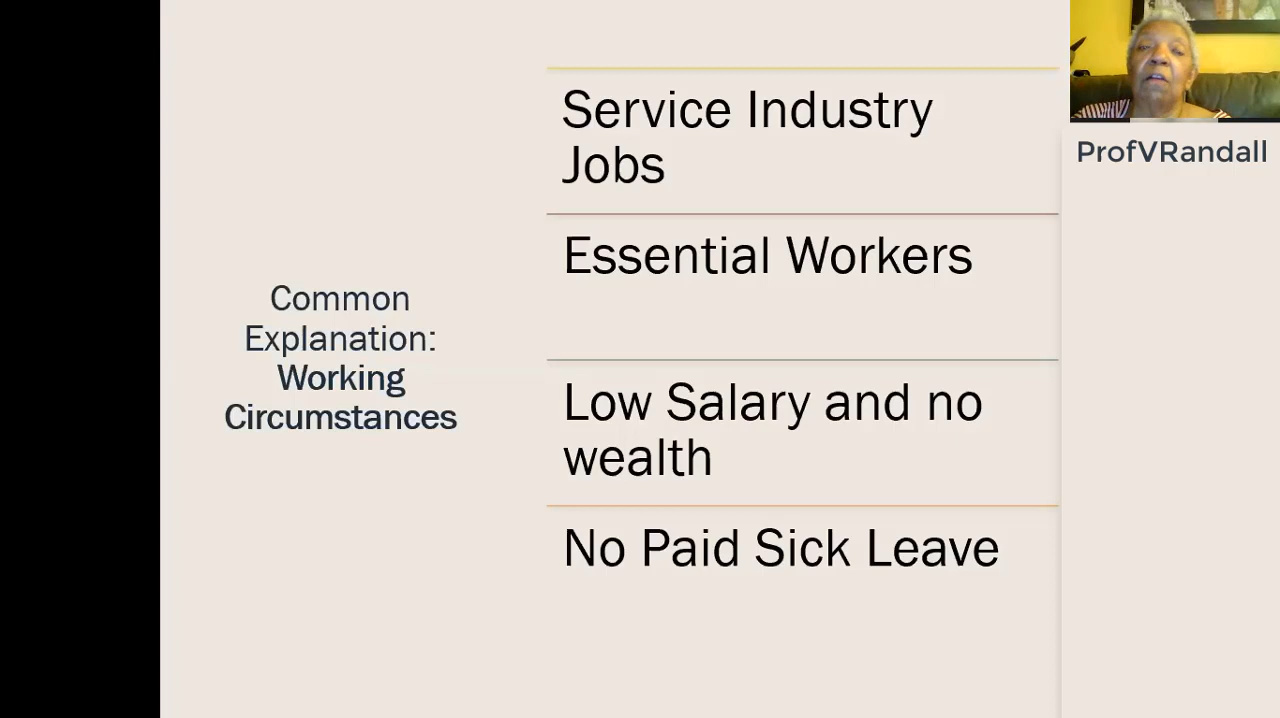 Common
Explanation:
Working
Circumstances
Service Industry
Jobs
Essential Workers
Low Salary and no
wealth
No Paid Sick Leave
ProfVRandall